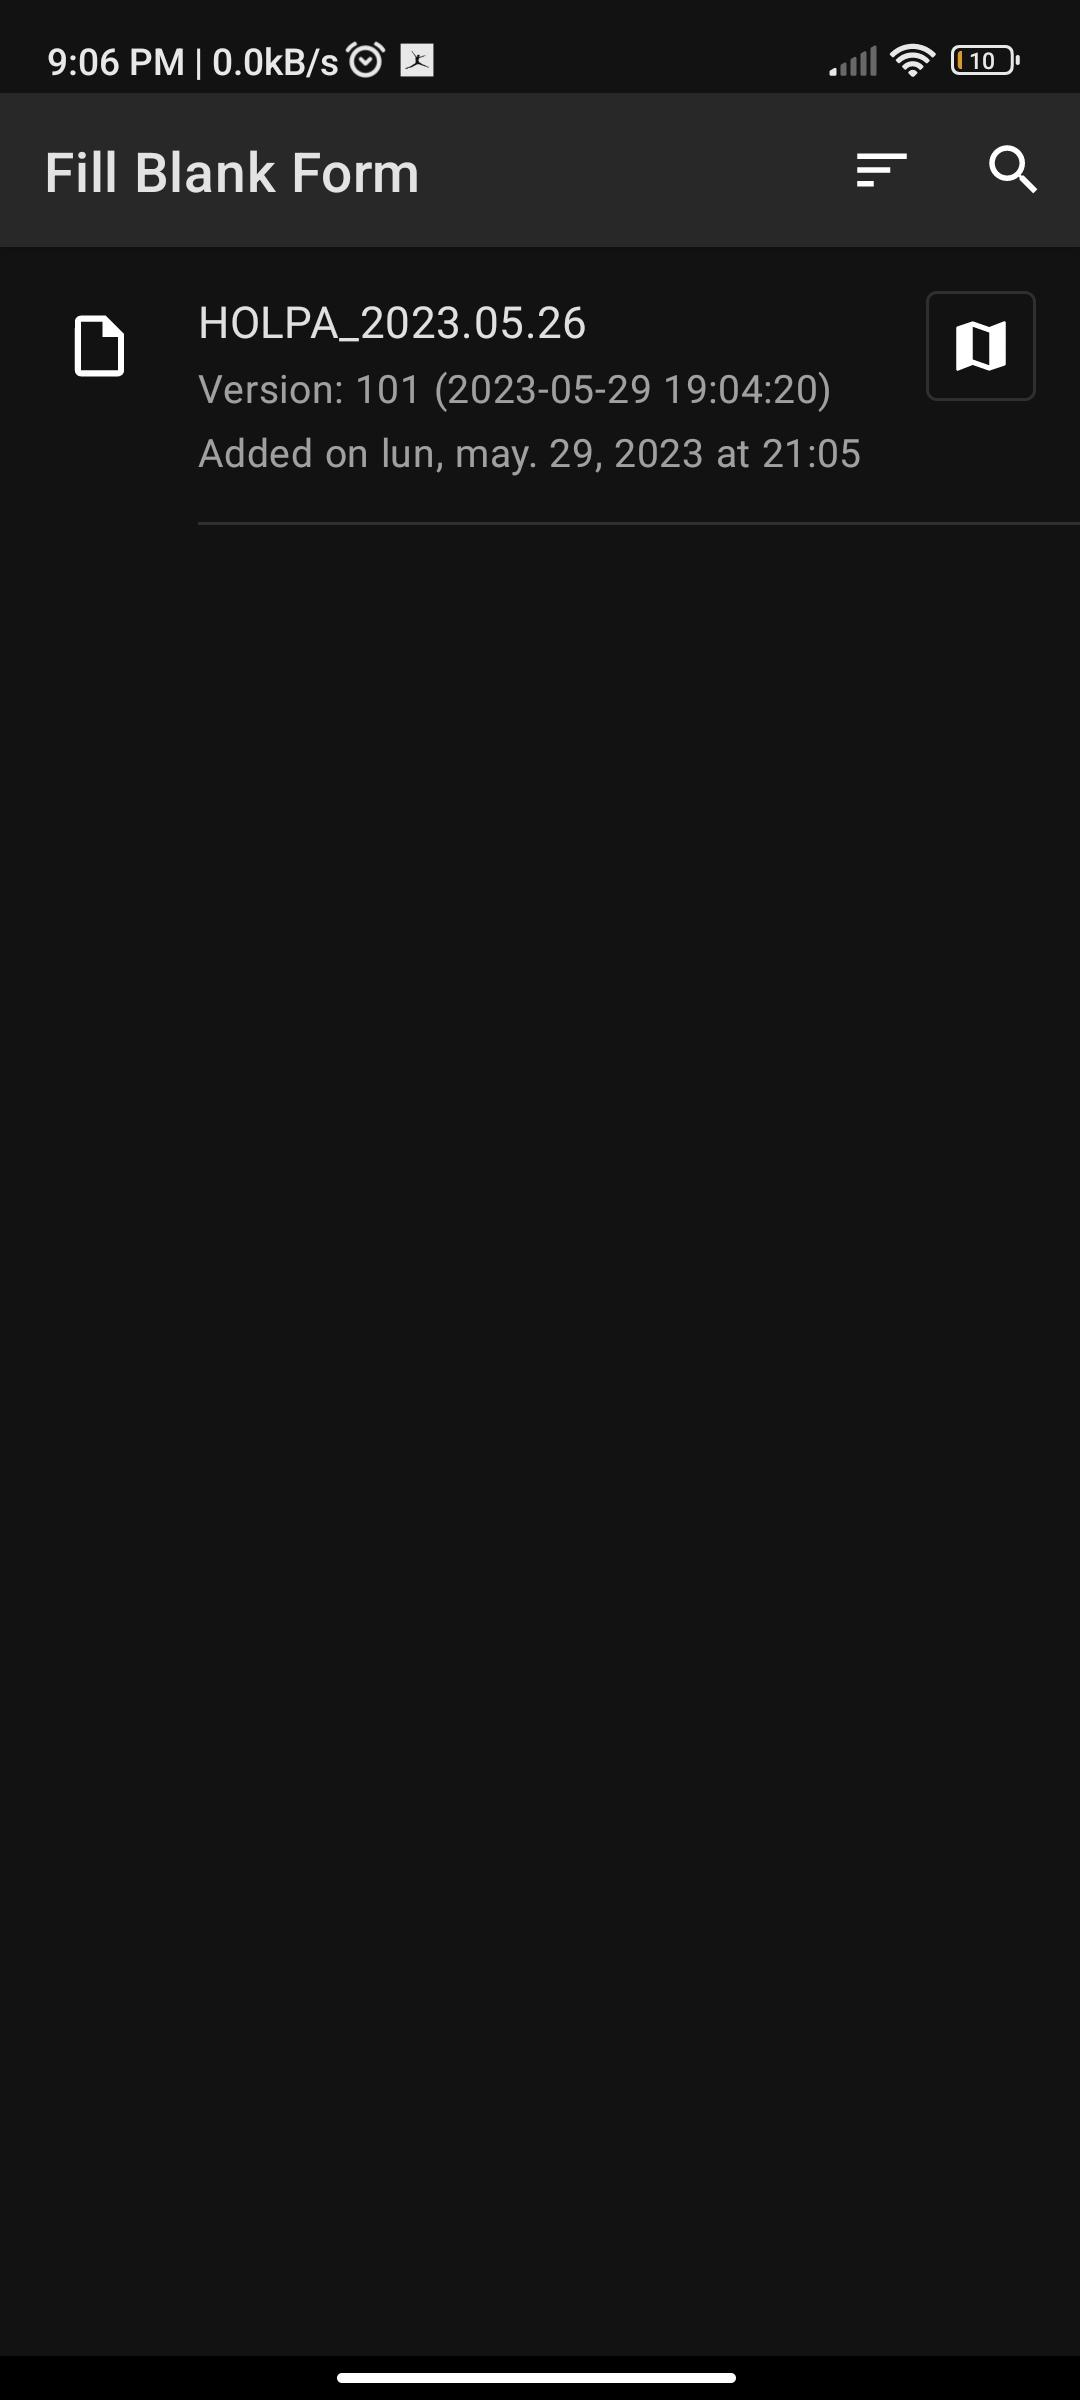 9:06 PM | 0.0kB/s 10
Fill Blank Form
HOLPA_2023.05.26
Version: 101 (2023-05-29 19:04:20)
Added on lun, may. 29, 2023 at 21:05